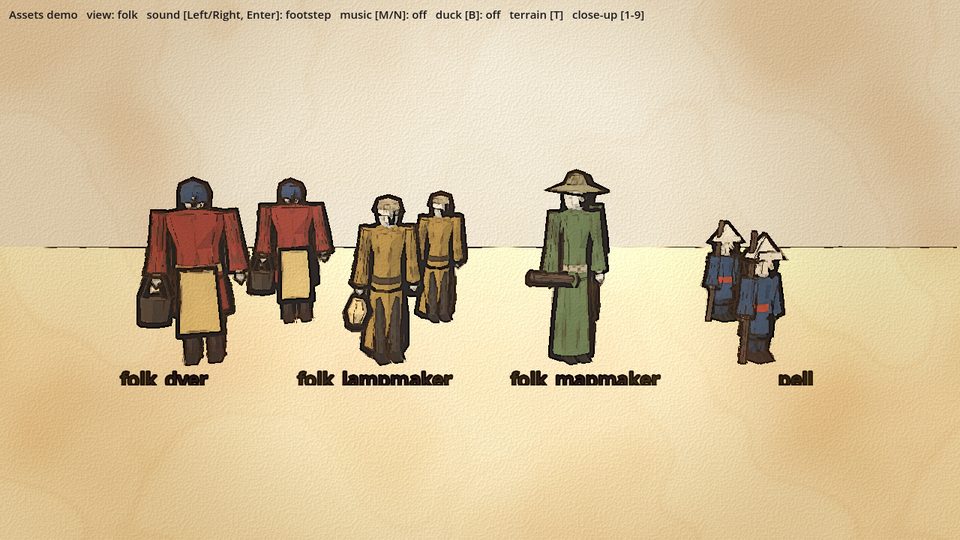 Assets demo   view: folk   sound [Left/Right, Enter]: footstep   music [M/N]: off   duck [B]: off   terrain [T]   close-up [1-9]
folk_dyer
folk_lampmaker
folk_mapmaker
pell